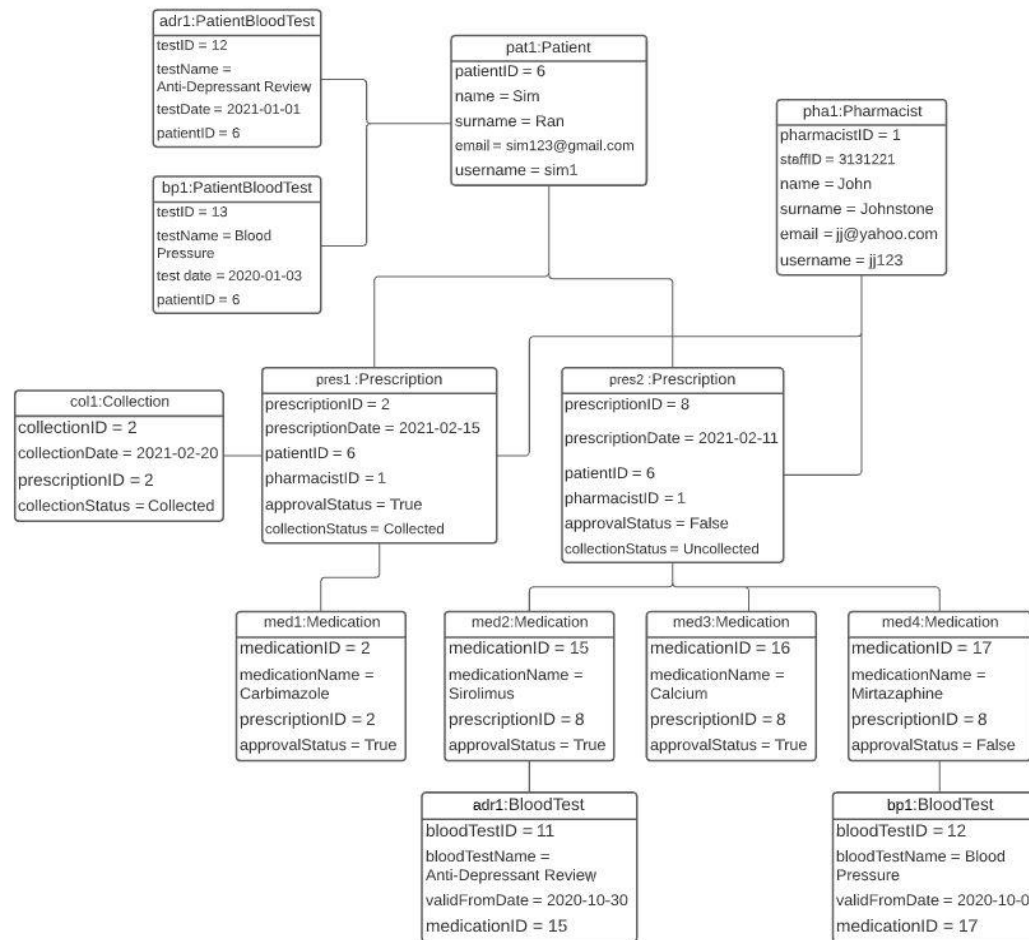 adr1:PatientBloodTest
testID = 12
testName =
Anti-Depressant Review
testDate = 2021-01-01
patientID = 6
bp1:PatientBloodTest
testID = 13
testName = Blood
Pressure
test date = 2020-01-03
patientID = 6
pat1:Patient
patientID = 6
name = Sim
surname = Ran
email = sim123@gmail.com
username = sim1
pha1:Pharmacist
pharmacistID = 1
staffID = 3131221
name = John
surname = Johnstone
email = jj@yahoo.com
username = jj123
col1:Collection
collectionID = 2
collectionDate = 2021-02-20
prescriptionID = 2
collectionStatus = Collected
pres1 :Prescription
prescriptionID = 2
prescriptionDate = 2021-02-15
patientID = 6
pharmacistID = 1
approvalStatus = True
collectionStatus = Collected
pres2 :Prescription
prescriptionID = 8
prescriptionDate = 2021-02-11
patientID = 6
pharmacistID = 1
approvalStatus = False
collectionStatus = Uncollected
med1:Medication
medicationID = 2
medicationName =
Carbimazole
prescriptionID = 2
approvalStatus = True
med2:Medication
medicationID = 15
medicationName =
Sirolimus
prescriptionID = 8
approvalStatus = True
med3:Medication
medicationID = 16
medicationName =
Calcium
prescriptionID = 8
approvalStatus = True
med4:Medication
medicationID = 17
medicationName =
Mirtazaphine
prescriptionID = 8
approvalStatus = False
adr1:BloodTest
bloodTestID = 11
bloodTestName =
Anti-Depressant Review
validFromDate = 2020-10-30
medicationID = 15
bp1:BloodTest
bloodTestID = 12
bloodTestName = Blood
Pressure
validFromDate = 2020-10-0
medicationID = 17